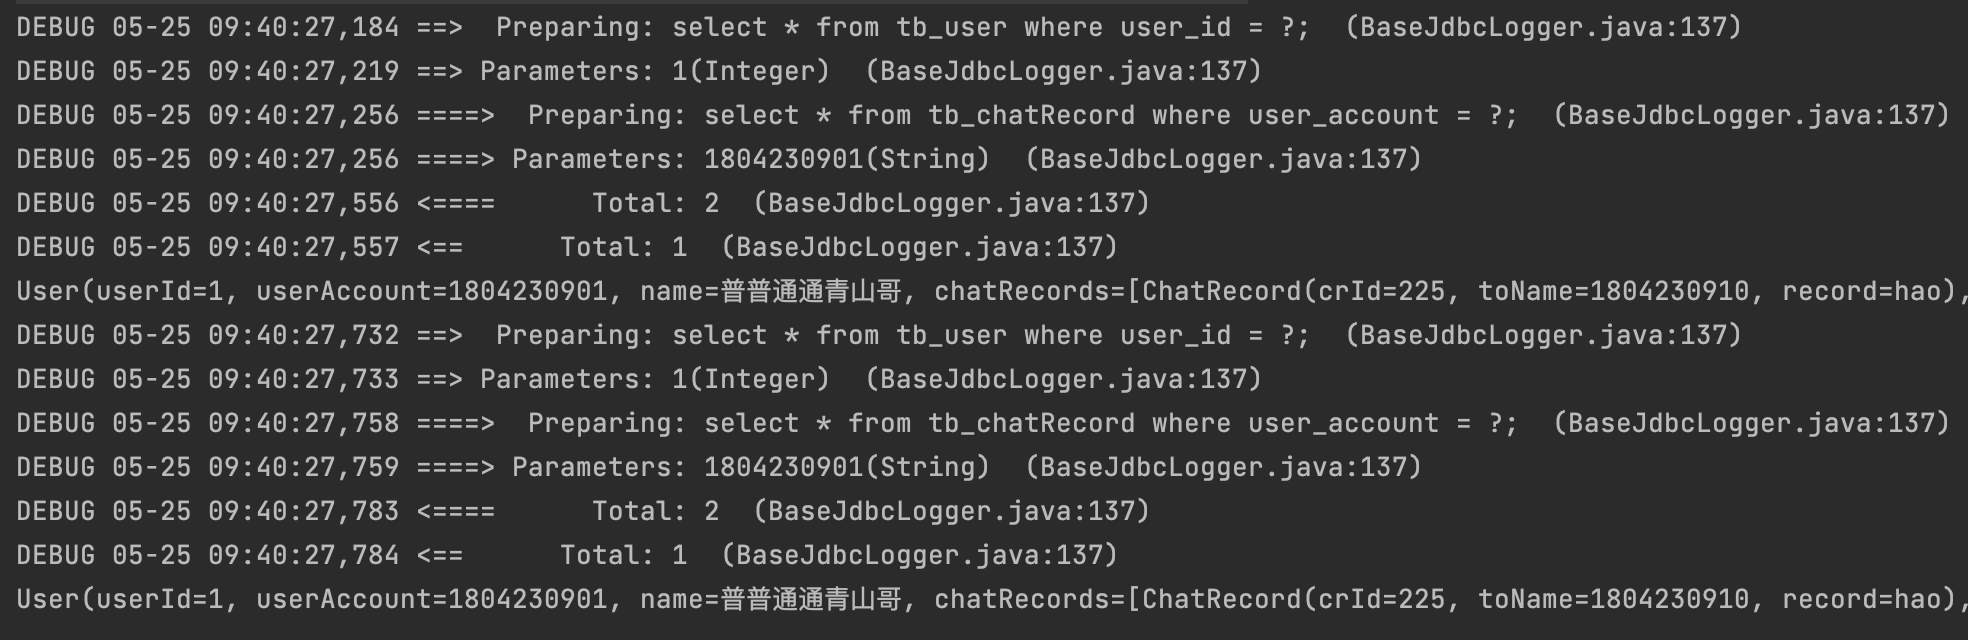 DEBUG 05-25 09:40:27,184 ==>  Preparing: select * from tb_user where user_id = ?;  (BaseJdbcLogger.java:137)
DEBUG 05-25 09:40:27,219 ==> Parameters: 1(Integer)  (BaseJdbcLogger.java:137)
DEBUG 05-25 09:40:27,256 ====>  Preparing: select * from tb_chatRecord where user_account = ?;  (BaseJdbcLogger.java:137)
DEBUG 05-25 09:40:27,256 ====> Parameters: 1804230901(String)  (BaseJdbcLogger.java:137)
DEBUG 05-25 09:40:27,556 <====      Total: 2  (BaseJdbcLogger.java:137)
DEBUG 05-25 09:40:27,557 <==      Total: 1  (BaseJdbcLogger.java:137)
User(userId=1, userAccount=1804230901, name=普普通通青山哥, chatRecords=[ChatRecord(crId=225, toName=1804230910, record=hao),
DEBUG 05-25 09:40:27,732 ==>  Preparing: select * from tb_user where user_id = ?;  (BaseJdbcLogger.java:137)
DEBUG 05-25 09:40:27,733 ==> Parameters: 1(Integer)  (BaseJdbcLogger.java:137)
DEBUG 05-25 09:40:27,758 ====>  Preparing: select * from tb_chatRecord where user_account = ?;  (BaseJdbcLogger.java:137)
DEBUG 05-25 09:40:27,759 ====> Parameters: 1804230901(String)  (BaseJdbcLogger.java:137)
DEBUG 05-25 09:40:27,783 <====      Total: 2  (BaseJdbcLogger.java:137)
DEBUG 05-25 09:40:27,784 <==      Total: 1  (BaseJdbcLogger.java:137)
User(userId=1, userAccount=1804230901, name=普普通通青山哥, chatRecords=[ChatRecord(crId=225, toName=1804230910, record=hao),